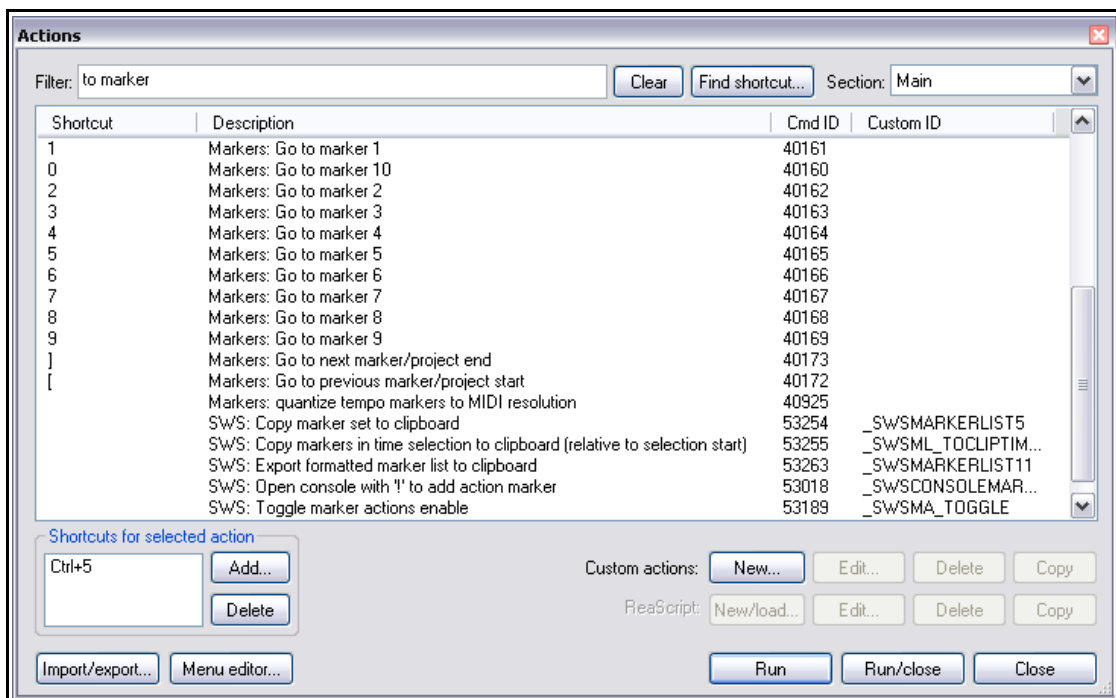 Actions
Filter: to marker Clear Find shortcut... Section: Main
Shortcut Description Cmd ID Custom ID
1 Markers: Go to marker 1 40161
0 Markers: Go to marker 10 40160
2 Markers: Go to marker 2 40162
3 Markers: Go to marker 3 40163
4 Markers: Go to marker 4 40164
5 Markers: Go to marker 5 40165
6 Markers: Go to marker 6 40166
7 Markers: Go to marker 7 40167
8 Markers: Go to marker 8 40168
9 Markers: Go to marker 9 40169
] Markers: Go to next marker/project end 40173
[ Markers: Go to previous marker/project start 40172
Markers: quantize tempo markers to MIDI resolution 40925
SWS: Copy marker set to clipboard 53254 _SWSMARKERLIST5
SWS: Copy markers in time selection to clipboard (relative to selection start) 53255 _SWSML_TOCLIPTIM...
SWS: Export formatted marker list to clipboard 53263 _SWSMARKERLIST11
SWS: Open console with '!' to add action marker 53018 _SWSCONSOLEMAR...
SWS: Toggle marker actions enable 53189 _SWSMA_TOGGLE
Shortcuts for selected action
Ctrl+5 Add... Custom actions: New... Edit... Delete Copy
Delete ReaScript: New/load... Edit... Delete Copy
Import/export... Menu editor... Run Run/close Close